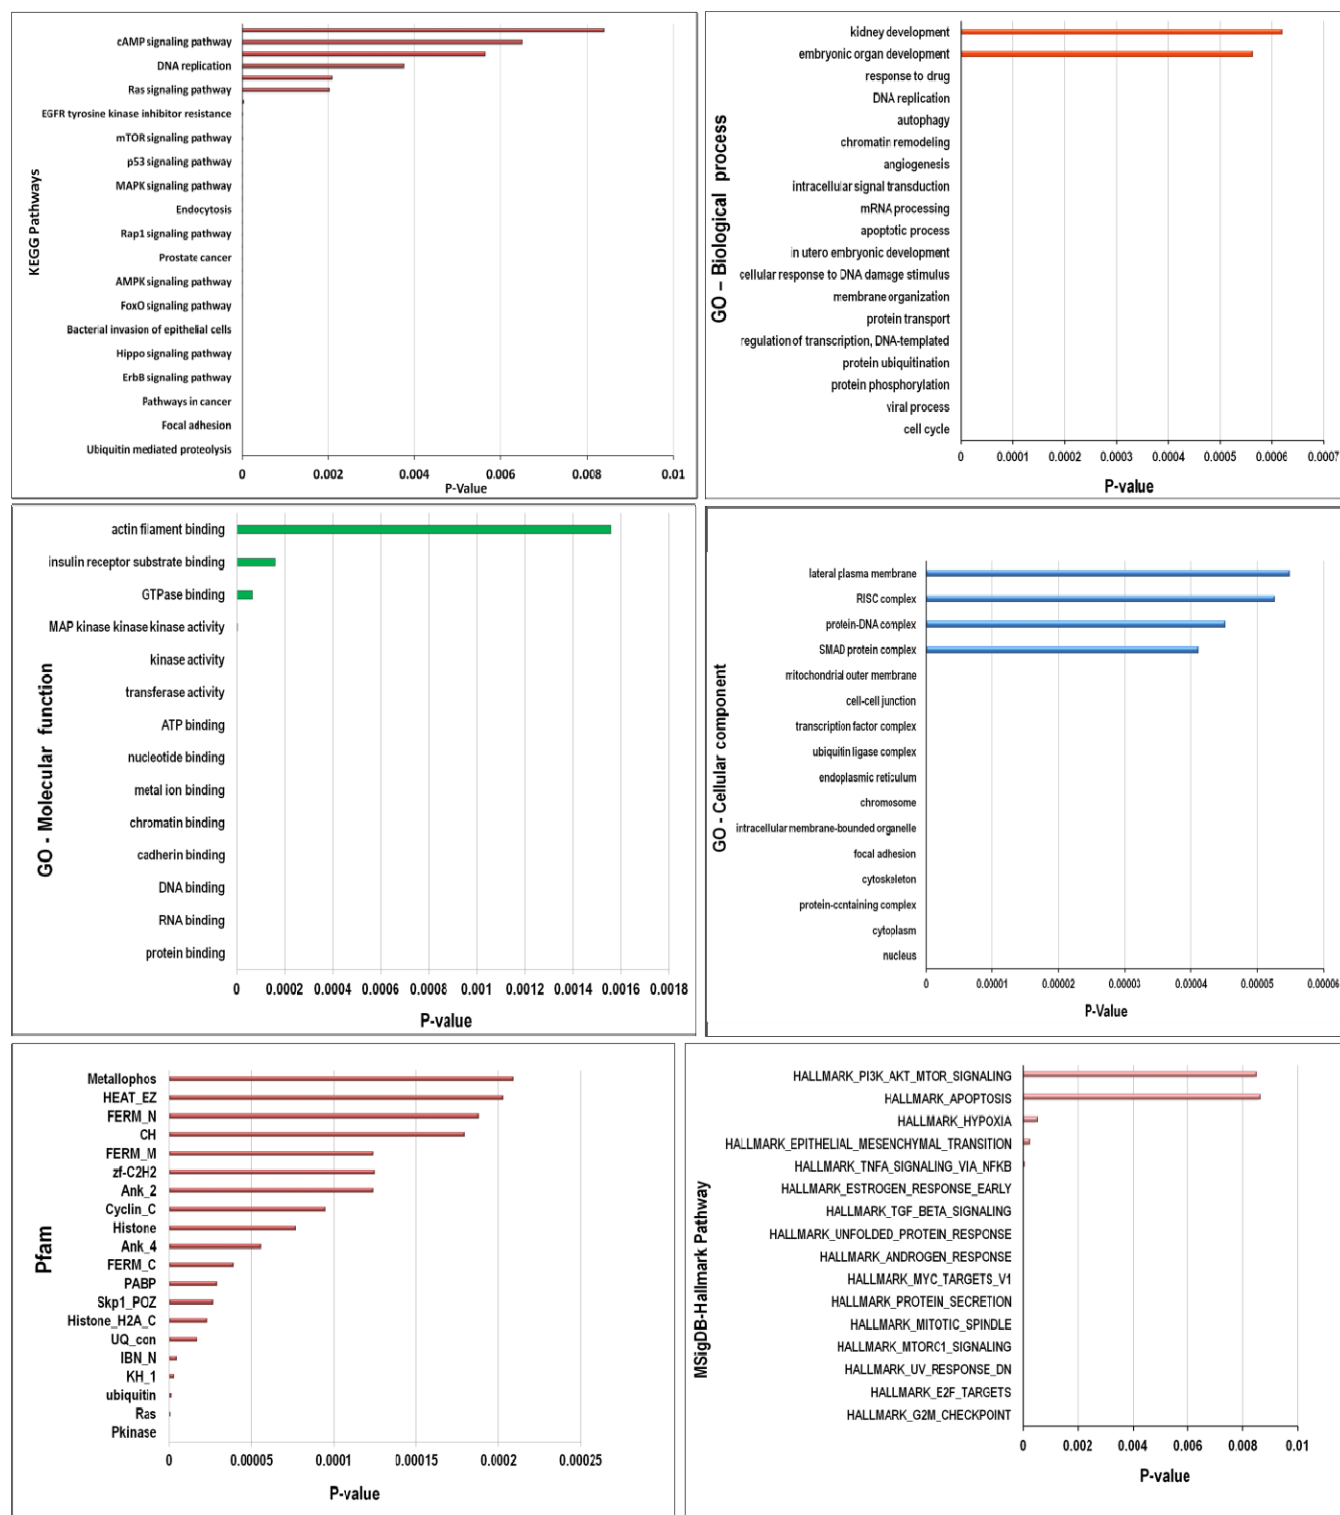 KEGG Pathways
cAMP signaling pathway
DNA replication
Ras signaling pathway
EGFR tyrosine kinase inhibitor resistance
mTOR signaling pathway
p53 signaling pathway
MAPK signaling pathway
Endocytosis
Rap1 signaling pathway
Prostate cancer
AMPK signaling pathway
FoxO signaling pathway
Bacterial invasion of epithelial cells
Hippo signaling pathway
ErbB signaling pathway
Pathways in cancer
Focal adhesion
Ubiquitin mediated proteolysis
0 0.002 0.004 0.006 0.008 0.01
P-Value
GO – Biological process
kidney development
embryonic organ development
response to drug
DNA replication
autophagy
chromatin remodeling
angiogenesis
intracellular signal transduction
mRNA processing
apoptotic process
in utero embryonic development
cellular response to DNA damage stimulus
membrane organization
protein transport
regulation of transcription, DNA-templated
protein ubiquitination
protein phosphorylation
viral process
cell cycle
0 0.0001 0.0002 0.0003 0.0004 0.0005 0.0006 0.0007
P-value
GO - Molecular function
actin filament binding
insulin receptor substrate binding
GTPase binding
MAP kinase kinase kinase activity
kinase activity
transferase activity
ATP binding
nucleotide binding
metal ion binding
chromatin binding
cadherin binding
DNA binding
RNA binding
protein binding
0 0.0002 0.0004 0.0006 0.0008 0.001 0.0012 0.0014 0.0016 0.0018
P-value
GO - Cellular component
lateral plasma membrane
RISC complex
protein-DNA complex
SMAD protein complex
mitochondrial outer membrane
cell-cell junction
transcription factor complex
ubiquitin ligase complex
endoplasmic reticulum
chromosome
intracellular membrane-bounded organelle
focal adhesion
cytoskeleton
protein-containing complex
cytoplasm
nucleus
0 0.00001 0.00002 0.00003 0.00004 0.00005 0.00006
P-Value
Pfam
Metallophos
HEAT_EZ
FERM_N
CH
FERM_M
zf-C2H2
Ank_2
Cyclin_C
Histone
Ank_4
FERM_C
PABP
Skp1_POZ
Histone_H2A_C
UQ_con
IBN_N
KH_1
ubiquitin
Ras
Pkinase
0 0.00005 0.0001 0.00015 0.0002 0.00025
P-value
MSigDB-Hallmark Pathway
HALLMARK_PI3K_AKT_MTOR_SIGNALING
HALLMARK_APOPTOSIS
HALLMARK_HYPOXIA
HALLMARK_EPITHELIAL_MESENCHYMAL_TRANSITION
HALLMARK_TNFA_SIGNALING_VIA_NFKB
HALLMARK_ESTROGEN_RESPONSE_EARLY
HALLMARK_TGF_BETA_SIGNALING
HALLMARK_UNFOLDED_PROTEIN_RESPONSE
HALLMARK_ANDROGEN_RESPONSE
HALLMARK_MYC_TARGETS_V1
HALLMARK_PROTEIN_SECRETION
HALLMARK_MITOTIC_SPINDLE
HALLMARK_MTORC1_SIGNALING
HALLMARK_UV_RESPONSE_DN
HALLMARK_E2F_TARGETS
HALLMARK_G2M_CHECKPOINT
0 0.002 0.004 0.006 0.008 0.01
P-value